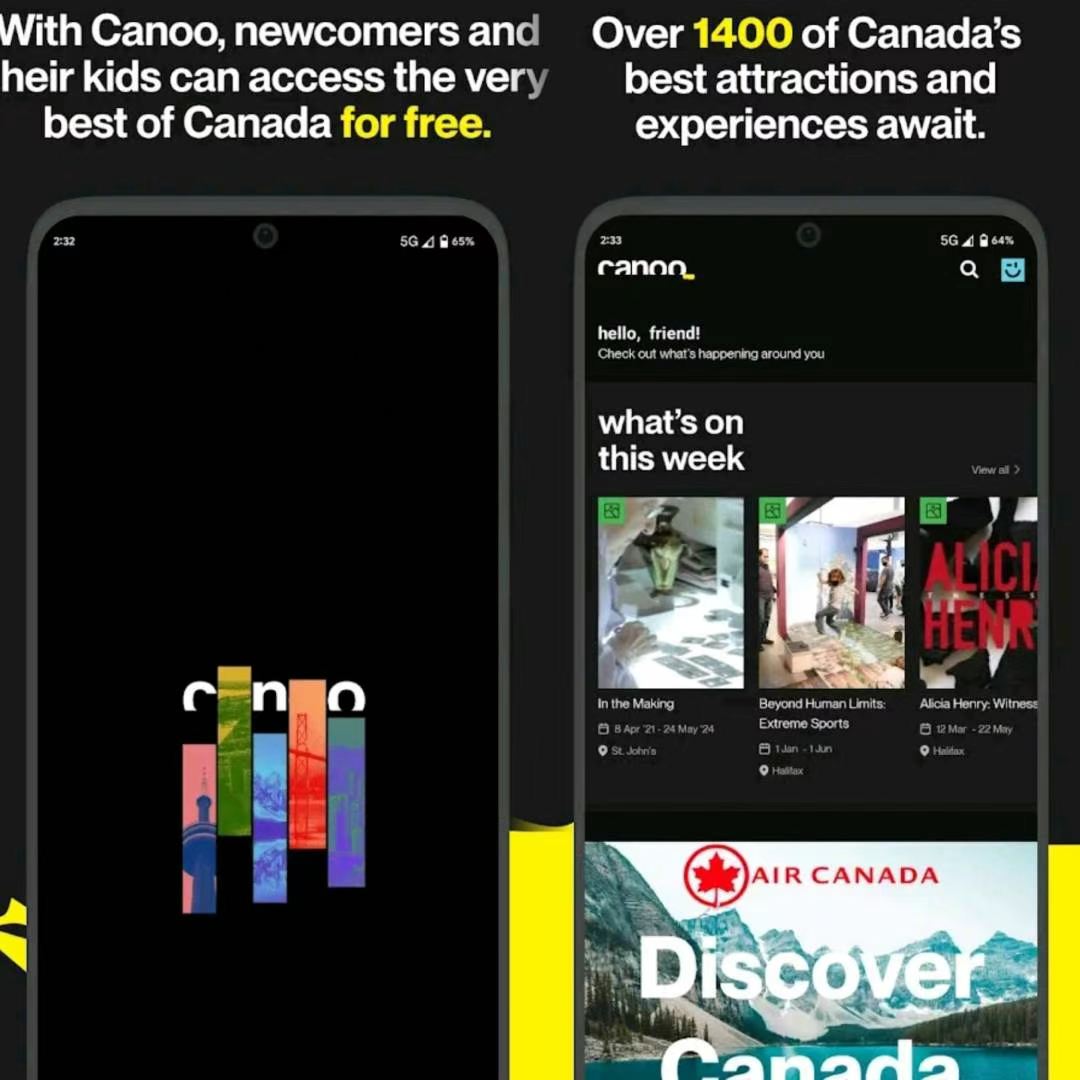 With Canoo, newcomers and
heir kids can access the very
best of Canada for free.
2:32
5G 65%
Over 1400 of Canada's
best attractions and
experiences await.
2:33
5G 64%
canoo
hello, friend!
Check out what's happening around you
what's on
this week
View all >
ALICIA
HENR
In the Making
8 Apr '21 - 24 May '24
St. John's
Beyond Human Limits:
Extreme Sports
1 Jan - 1 Jun
Halifax
Alicia Henry: Witness
12 Mar - 22 May
Halifax
AIR CANADA
Discover
Canada